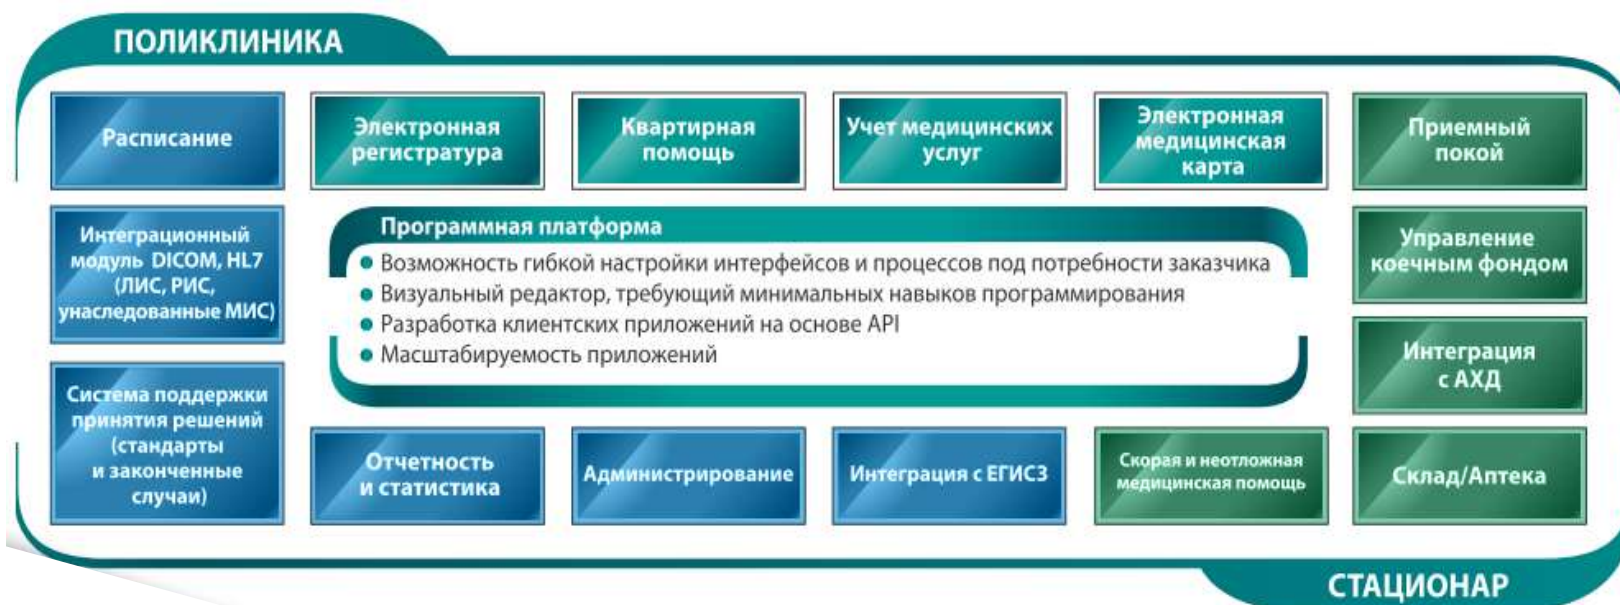 ПОЛИКЛИНИКА
Расписание
Электронная
регистратура
Квартирная
помощь
Учет медицинских
услуг
Электронная
медицинская
карта
Приемный
покой
Интеграционный
модуль DICOM, HL7
(ЛИС, РИС,
унаследованные МИС)
Программная платформа
Возможность гибкой настройки интерфейсов и процессов под потребности заказчика
Визуальный редактор, требующий минимальных навыков программирования
Разработка клиентских приложений на основе API
Масштабируемость приложений
Управление
коечным фондом
Интеграция
с АХД
Система поддержки
принятия решений
(стандарты
и законченные
случаи)
Отчетность
и статистика
Администрирование
Интеграция с ЕГИСЗ
Скорая и неотложная
медицинская помощь
Склад/Аптека
СТАЦИОНАР